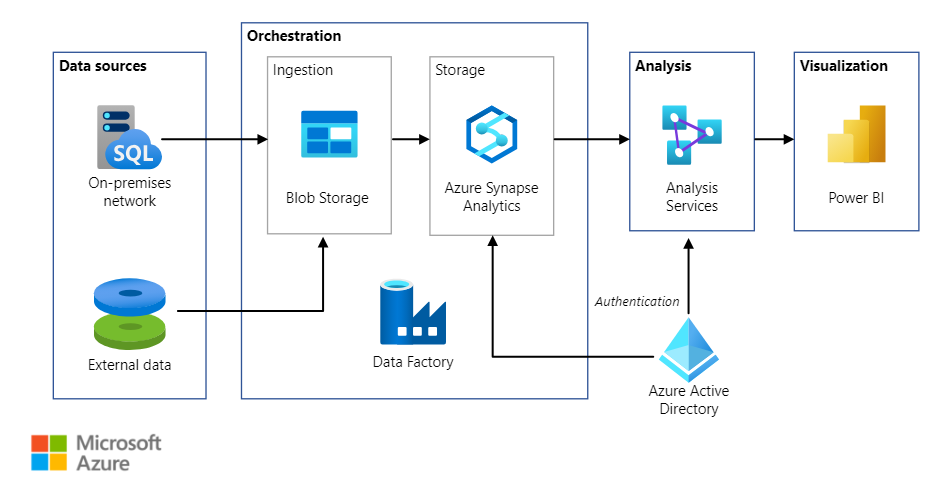 Orchestration
Data sources
Ingestion
Storage
Analysis
Visualization
SQL
On-premises
network
Blob Storage
Azure Synapse
Analytics
Analysis
Services
Power BI
Authentication
External data
Data Factory
Azure Active
Directory
Microsoft
Azure